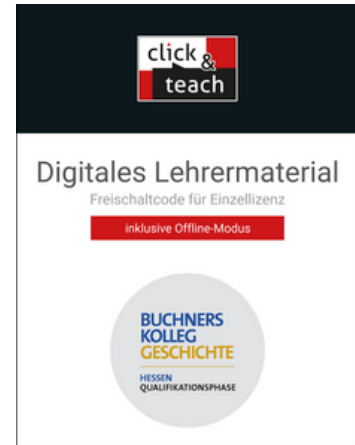 click &
teach
Digitales Lehrermaterial
Freischaltcode für Einzellizenz
inklusive Offline-Modus
BUCHNERS
KOLLEG
GESCHICHTE
HESSEN
QUALIFIKATIONSPHASE